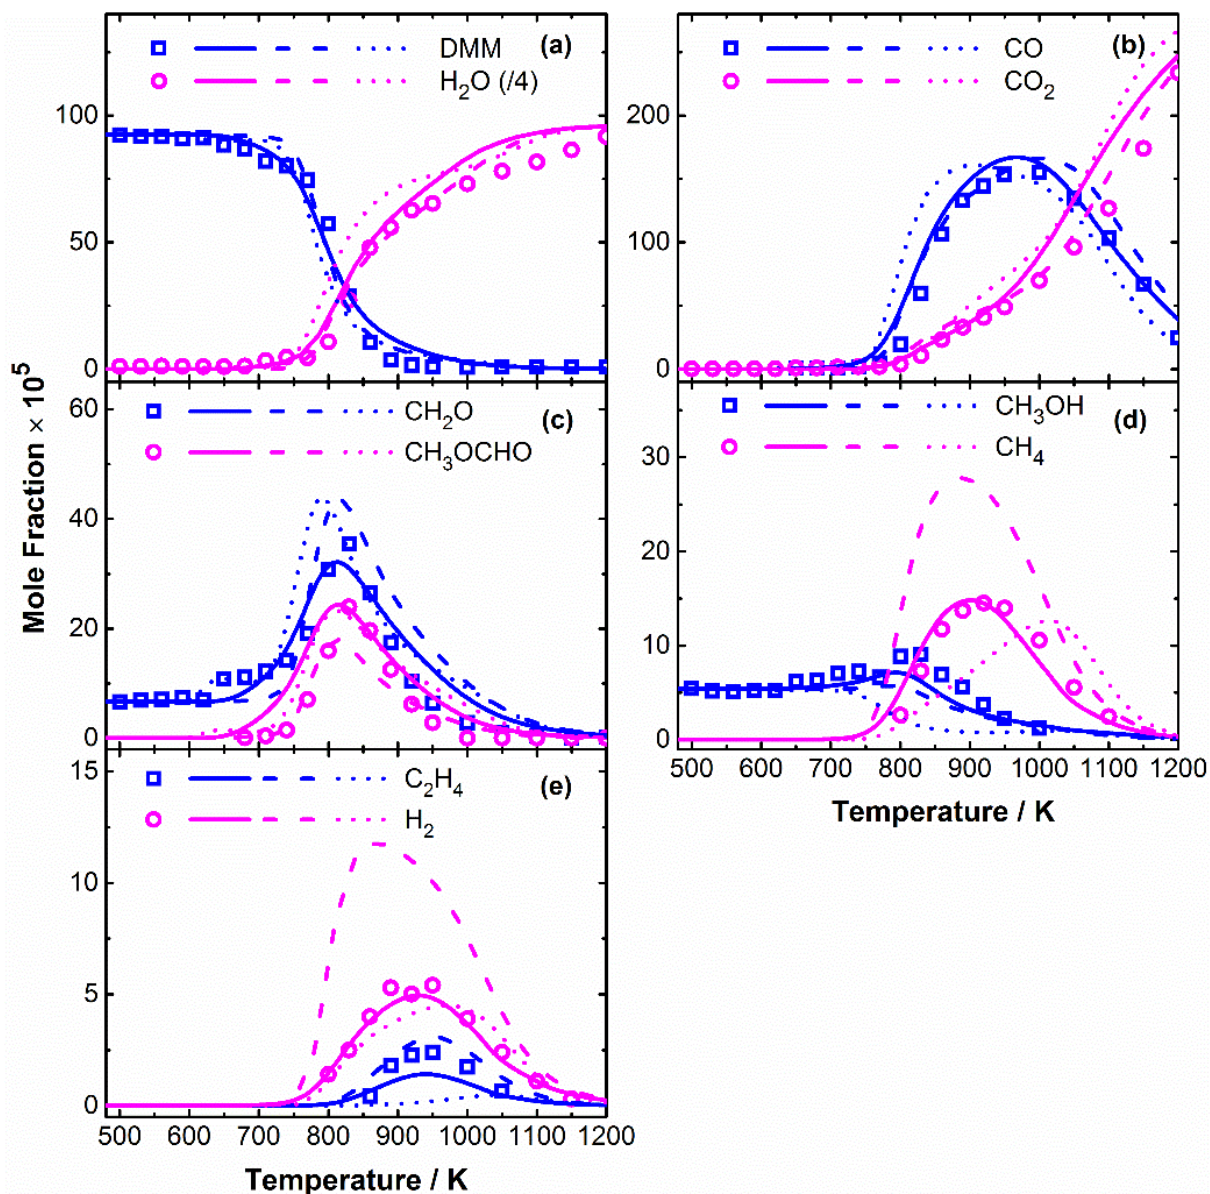 (a)
DMM
H₂O (/4)
100
50
0
(b)
CO
CO₂
200
100
0
(c)
CH₂O
CH₃OCHO
60
40
20
0
(d)
CH₃OH
CH₄
30
20
10
0
500 600 700 800 900 1000 1100 1200
Temperature / K
(e)
C₂H₄
H₂
15
10
5
0
500 600 700 800 900 1000 1100 1200
Temperature / K
Mole Fraction × 10⁵